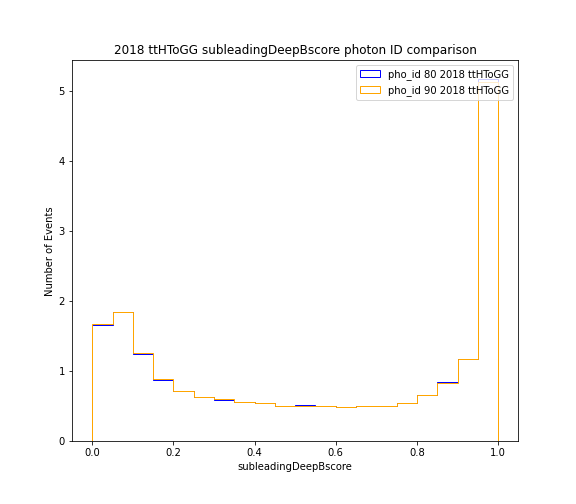 2018 ttHToGG subleadingDeepBscore photon ID comparison
pho_id 80 2018 ttHToGG
pho_id 90 2018 ttHToGG
Number of Events
5
4
3
2
1
0
0.0 0.2 0.4 0.6 0.8 1.0
subleadingDeepBscore